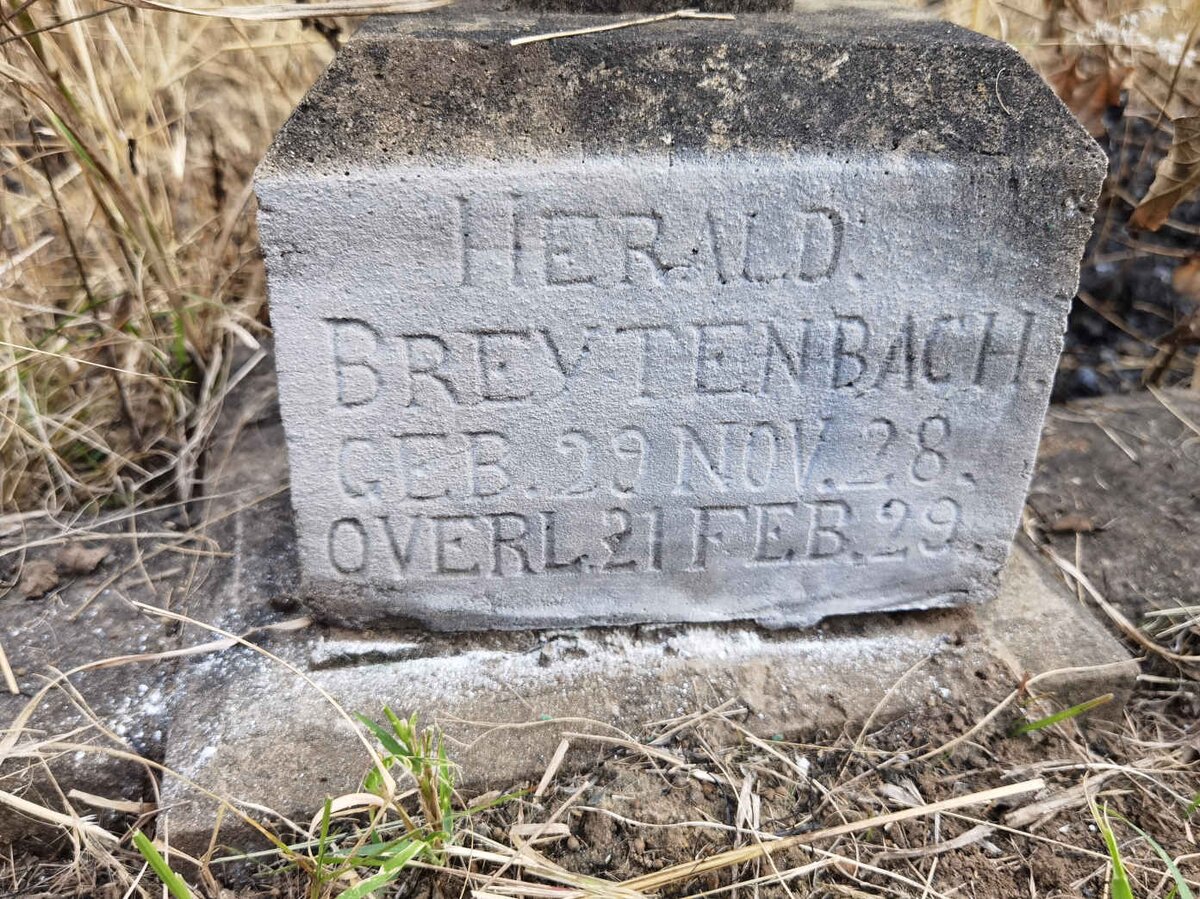 HERALD.
BREYTENBACH.
GEB. 29 NOV. 28.
OVERL. 21 FEB. 29.